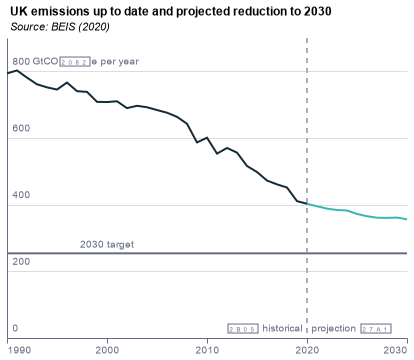 UK emissions up to date and projected reduction to 2030
Source: BEIS (2020)
800 GtCO₂e per year
600
400
2030 target
200
⬅ historical projection ➡
0
1990 2000 2010 2020 2030